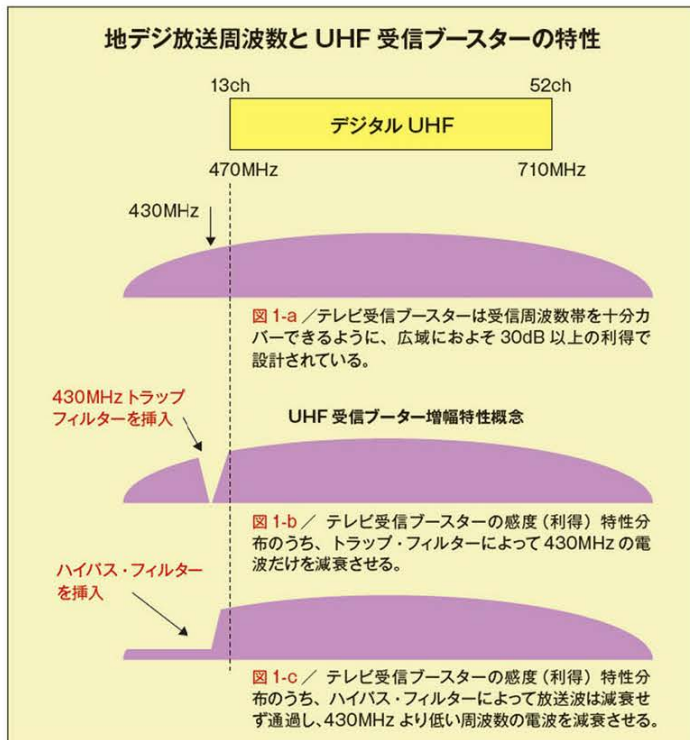 地デジ放送周波数と UHF 受信ブースターの特性
13ch
52ch
デジタル UHF
470MHz
710MHz
430MHz
図 1-a ／テレビ受信ブースターは受信周波数帯を十分カ
バーできるように、広域におよそ 30dB 以上の利得で
設計されている。
430MHz トラップ
フィルターを挿入
UHF 受信ブーター増幅特性概念
図 1-b ／ テレビ受信ブースターの感度（利得）特性分
布のうち、トラップ・フィルターによって 430MHz の電
波だけを減衰させる。
ハイパス・フィルター
を挿入
図 1-c ／ テレビ受信ブースターの感度（利得）特性分
布のうち、ハイパス・フィルターによって放送波は減衰せ
ず通過し、430MHz より低い周波数の電波を減衰させる。